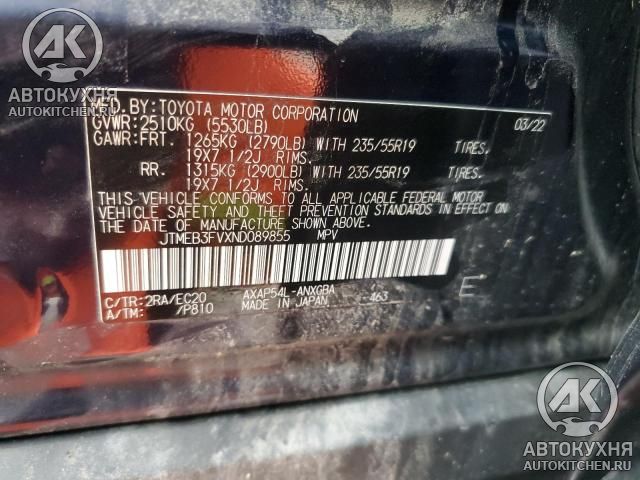 АК
АВТОКУХНЯ
AUTOKITCHEN.RU
MFD. BY: TOYOTA MOTOR CORPORATION 03/22
GVWR: 2510KG (5530LB)
GAWR: FRT. 1265KG (2790LB) WITH 235/55R19 TIRES.
19X7 1/2J RIMS.
RR. 1315KG (2900LB) WITH 235/55R19 TIRES.
19X7 1/2J RIMS.
THIS VEHICLE CONFORMS TO ALL APPLICABLE FEDERAL MOTOR
VEHICLE SAFETY AND THEFT PREVENTION STANDARDS IN EFFECT ON
THE DATE OF MANUFACTURE SHOWN ABOVE.
JTMEB3FVXND089855 MPV
C/TR: 2RA/EC20 AXAP54L-ANXGBA E
A/TM: /P810 MADE IN JAPAN -463
АК
АВТОКУХНЯ
AUTOKITCHEN.RU